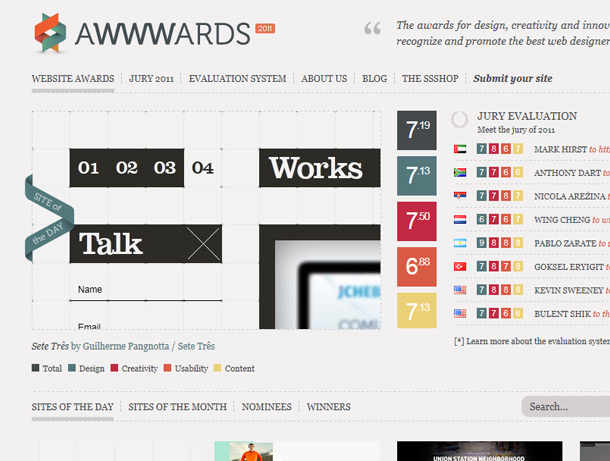 AWWWARDS 2011
“ The awards for design, creativity and innov
recognize and promote the best web designer
WEBSITE AWARDS JURY 2011 EVALUATION SYSTEM ABOUT US BLOG THE SSSHOP Submit your site
01 02 03 04
Works
SITE of
the DAY
Talk
Name
Email
JCHEB
COMI
7.19
7.13
7.50
6.88
7.13
JURY EVALUATION
Meet the jury of 2011
7 8 6 7 MARK HIRST to htt
7 7 6 7 ANTHONY DART to
7 7 8 7 NICOLA AREŽINA to
6 7 6 7 WING CHENG to w
9 8 8 8 PABLO ZARATE to
7 8 7 8 GOKSEL ERYIGIT to
8 7 8 8 KEVIN SWEENEY to
7 7 6 6 BULENT SHIK to th
[*] Learn more about the evaluation system
Sete Três by Guilherme Pangnotta / Sete Três
Total Design Creativity Usability Content
SITES OF THE DAY SITES OF THE MONTH NOMINEES WINNERS
Search...
UNION STATION NEIGHBORHOOD